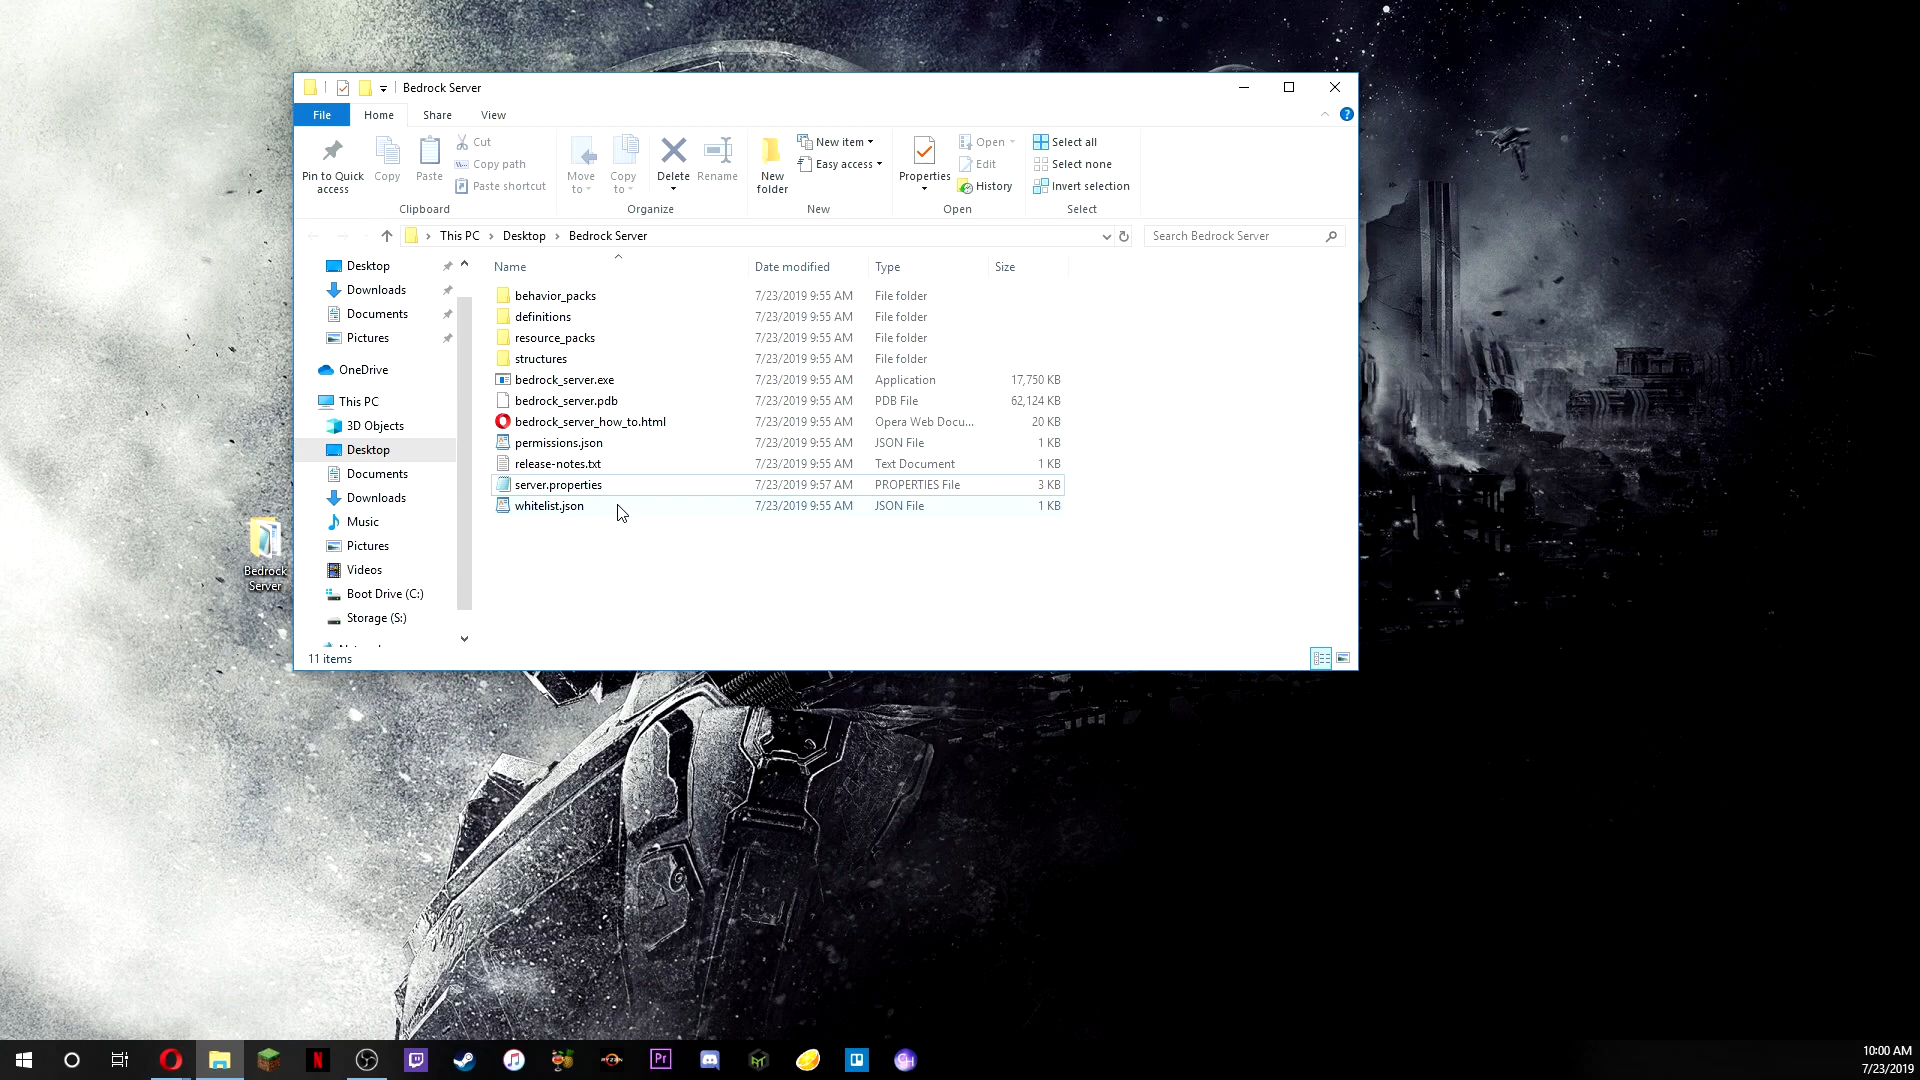 Bedrock Server
File Home Share View
Pin to Quick access
Copy
Paste
Cut
Copy path
Paste shortcut
Clipboard
Move to
Copy to
Delete
Rename
Organize
New folder
New item
Easy access
New
Properties
Open
Edit
History
Open
Select all
Select none
Invert selection
Select
This PC > Desktop > Bedrock Server
Search Bedrock Server
Desktop
Downloads
Documents
Pictures
OneDrive
This PC
3D Objects
Desktop
Documents
Downloads
Music
Pictures
Videos
Boot Drive (C:)
Storage (S:)
Name Date modified Type Size
behavior_packs 7/23/2019 9:55 AM File folder
definitions 7/23/2019 9:55 AM File folder
resource_packs 7/23/2019 9:55 AM File folder
structures 7/23/2019 9:55 AM File folder
bedrock_server.exe 7/23/2019 9:55 AM Application 17,750 KB
bedrock_server.pdb 7/23/2019 9:55 AM PDB File 62,124 KB
bedrock_server_how_to.html 7/23/2019 9:55 AM Opera Web Docu... 20 KB
permissions.json 7/23/2019 9:55 AM JSON File 1 KB
release-notes.txt 7/23/2019 9:55 AM Text Document 1 KB
server.properties 7/23/2019 9:57 AM PROPERTIES File 3 KB
whitelist.json 7/23/2019 9:55 AM JSON File 1 KB
11 items
Bedrock
Server
N
RYZEN
Pr
10:00 AM
7/23/2019